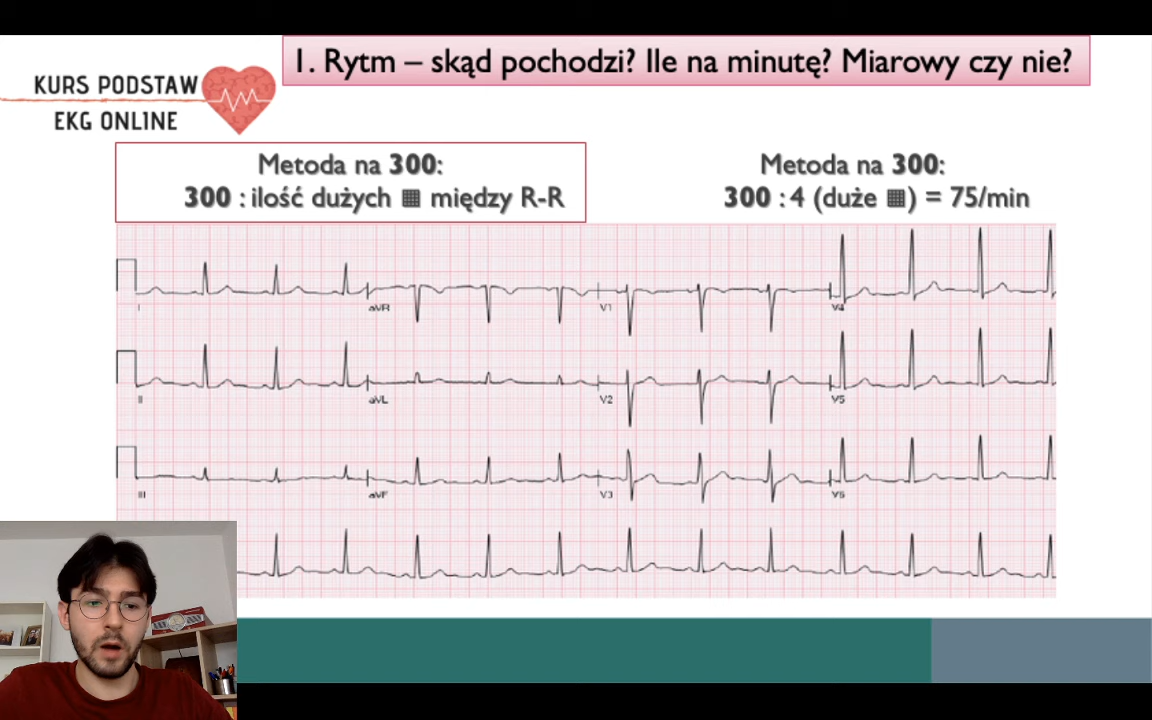 1. Rytm – skąd pochodzi? Ile na minutę? Miarowy czy nie?
KURS PODSTAW
EKG ONLINE
Metoda na 300:
300 : ilość dużych ▦ między R-R
Metoda na 300:
300 : 4 (duże ▦) = 75/min
I
aVR
V1
V4
II
aVL
V2
V5
III
aVF
V3
V6